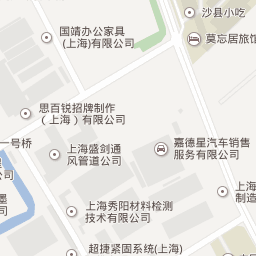 沙县小吃
国靖办公家具
(上海)有限公司
莫忘居旅馆
思百锐招牌制作
（上海）有限公司
一号桥
上海盛剑通
风管道公司
嘉德星汽车销售
服务有限公司
公司
墨
上海
制造
上海秀阳材料检测
技术有限公司
超捷紧固系统(上海)